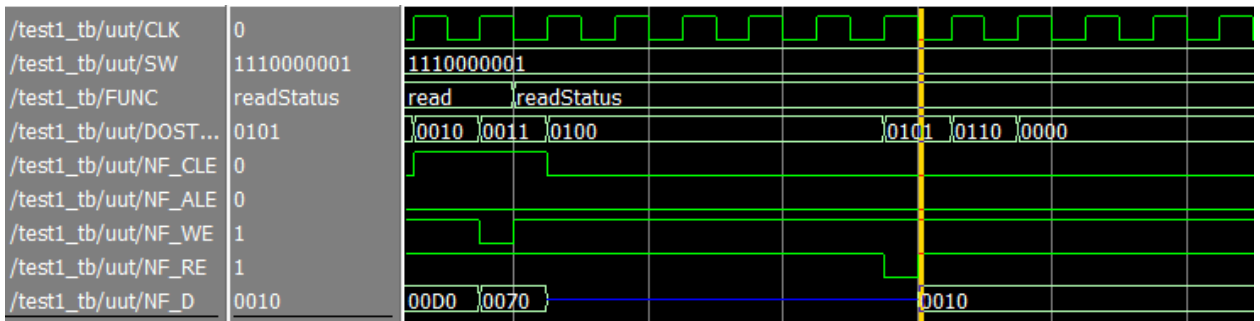 /test1_tb/uut/CLK 0
/test1_tb/uut/SW 1110000001 1110000001
/test1_tb/FUNC readStatus read readStatus
/test1_tb/uut/DOST... 0101 0010 0011 0100 0101 0110 0000
/test1_tb/uut/NF_CLE 0
/test1_tb/uut/NF_ALE 0
/test1_tb/uut/NF_WE 1
/test1_tb/uut/NF_RE 1
/test1_tb/uut/NF_D 0010 00D0 0070 0010